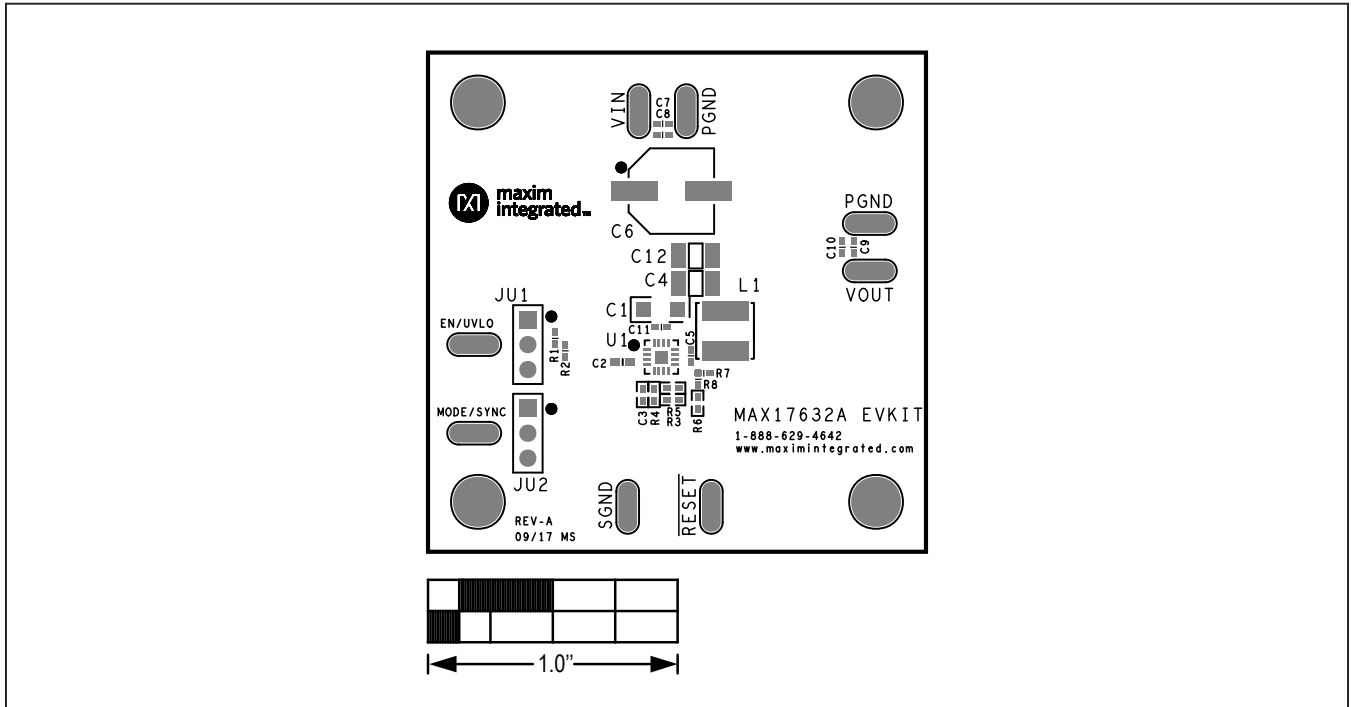 VIN
C7
C8
PGND
maxim
integrated™
C6
PGND
C10
C9
VOUT
C12
C4
L1
JU1
C1
EN/UVLO
C11
U1
C5
R1
R2
C2
R7
R8
MODE/SYNC
C3
R4
R5
R3
R6
MAX17632A EVKIT
1-888-629-4642
www.maximintegrated.com
JU2
SGND
RESET
REV-A
09/17 MS
1.0”